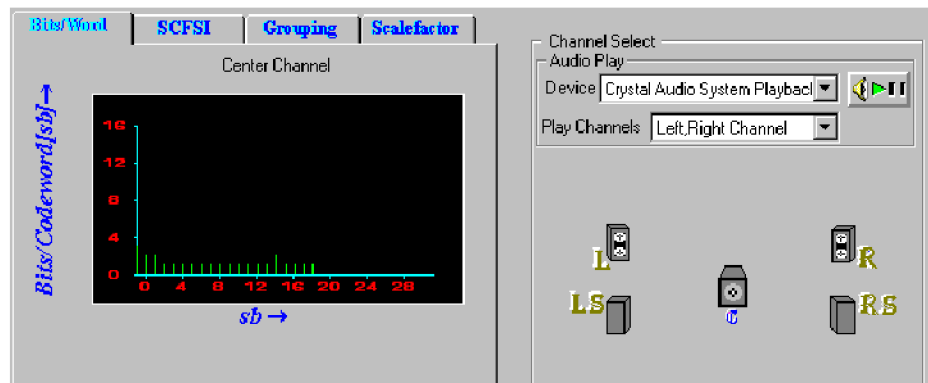 Bits/Word SCFSI Grouping Scalefactor
Center Channel
Bits/Codeword[sb]→
16
12
8
4
0
0 4 8 12 16 20 24 28
sb →
Channel Select
Audio Play
Device Crystal Audio System Playbacl
Play Channels Left,Right Channel
L R
LS C RS